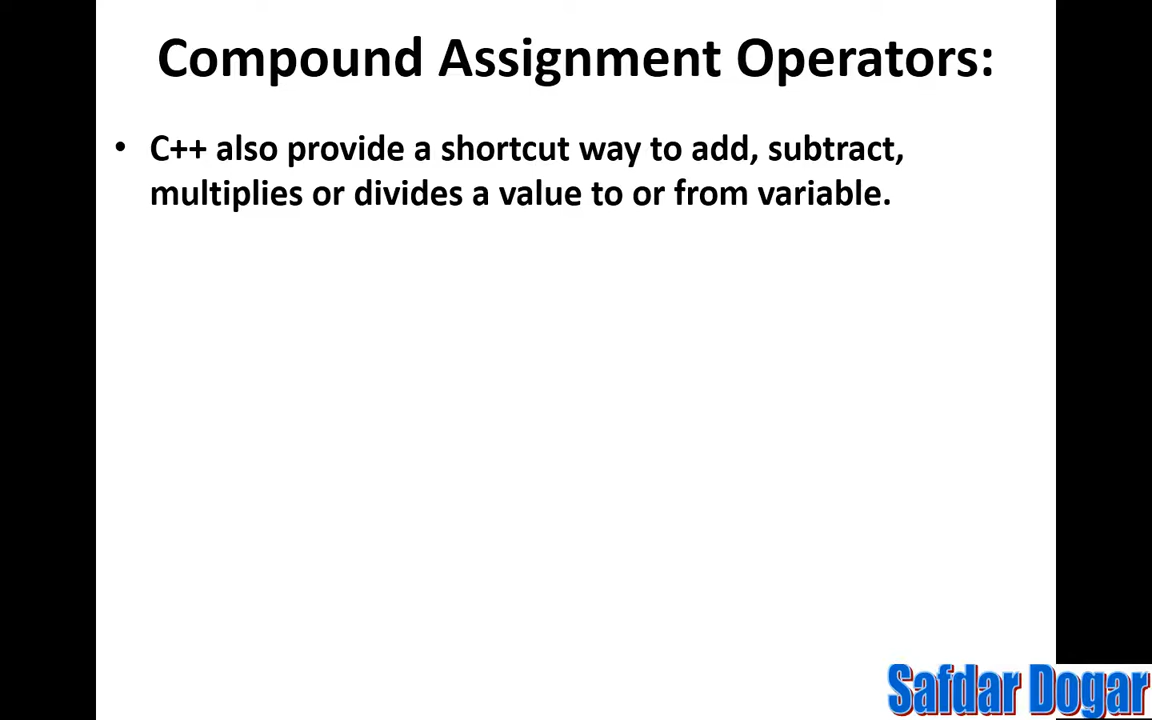 Compound Assignment Operators:
• C++ also provide a shortcut way to add, subtract,
multiplies or divides a value to or from variable.
Safdar Dogar